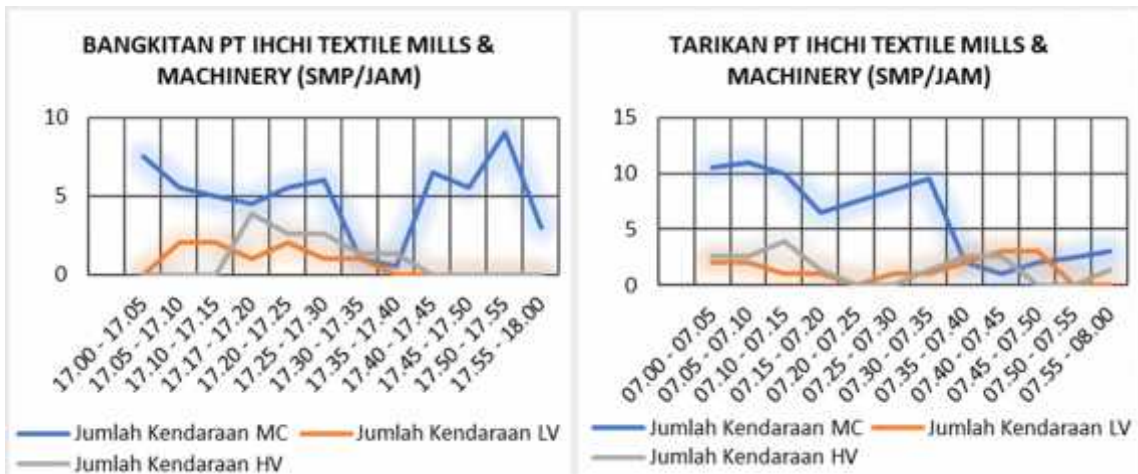 BANGKITAN PT IHCHI TEXTILE MILLS &
MACHINERY (SMP/JAM)
10
5
0
17.00 - 17.05
17.05 - 17.10
17.10 - 17.15
17.17 - 17.20
17.20 - 17.25
17.25 - 17.30
17.30 - 17.35
17.35 - 17.40
17.40 - 17.45
17.45 - 17.50
17.50 - 17.55
17.55 - 18.00
Jumlah Kendaraan MC
Jumlah Kendaraan LV
Jumlah Kendaraan HV
TARIKAN PT IHCHI TEXTILE MILLS &
MACHINERY (SMP/JAM)
15
10
5
0
07.00 - 07.05
07.05 - 07.10
07.10 - 07.15
07.15 - 07.20
07.20 - 07.25
07.25 - 07.30
07.30 - 07.35
07.35 - 07.40
07.40 - 07.45
07.45 - 07.50
07.50 - 07.55
07.55 - 08.00
Jumlah Kendaraan MC
Jumlah Kendaraan LV
Jumlah Kendaraan HV